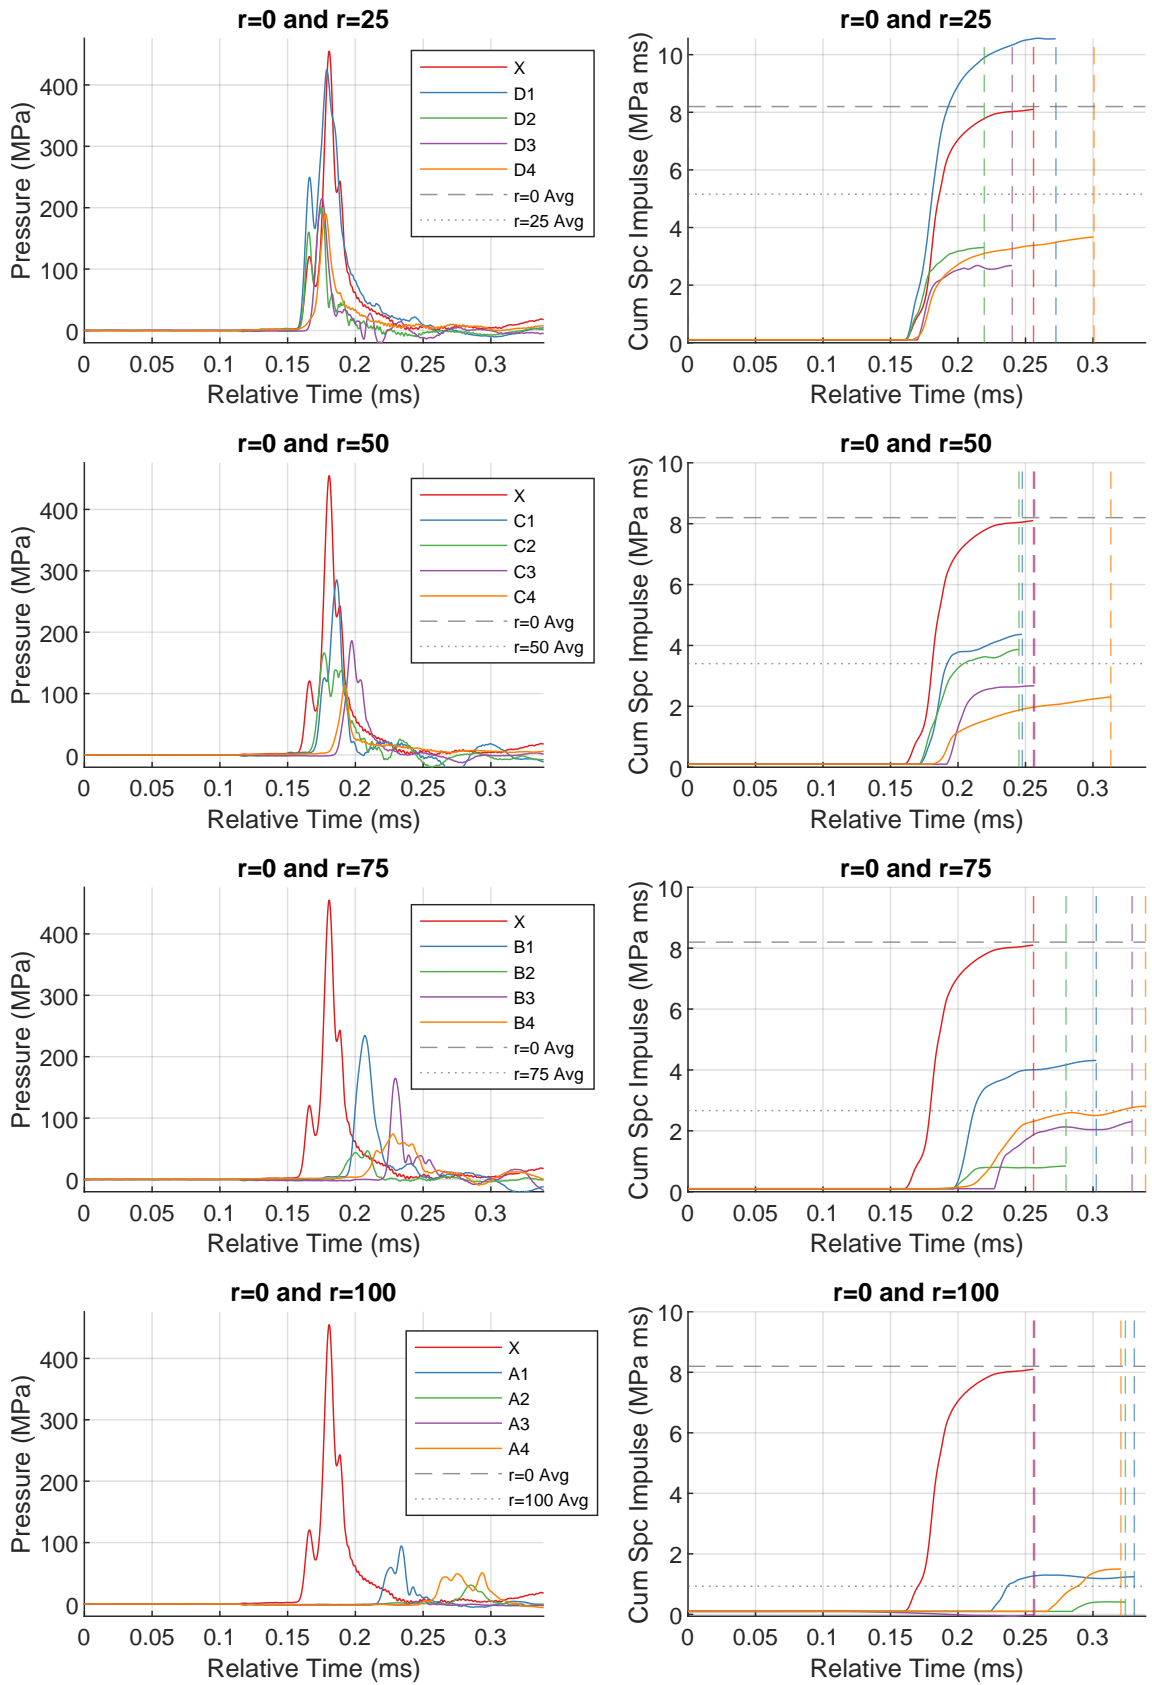 r=0 and r=25
Pressure (MPa)
400
300
200
100
0
0 0.05 0.1 0.15 0.2 0.25 0.3
Relative Time (ms)
X
D1
D2
D3
D4
r=0 Avg
r=25 Avg
r=0 and r=25
Cum Spc Impulse (MPa ms)
10
8
6
4
2
0
0 0.05 0.1 0.15 0.2 0.25 0.3
Relative Time (ms)
r=0 and r=50
Pressure (MPa)
400
300
200
100
0
0 0.05 0.1 0.15 0.2 0.25 0.3
Relative Time (ms)
X
C1
C2
C3
C4
r=0 Avg
r=50 Avg
r=0 and r=50
Cum Spc Impulse (MPa ms)
10
8
6
4
2
0
0 0.05 0.1 0.15 0.2 0.25 0.3
Relative Time (ms)
r=0 and r=75
Pressure (MPa)
400
300
200
100
0
0 0.05 0.1 0.15 0.2 0.25 0.3
Relative Time (ms)
X
B1
B2
B3
B4
r=0 Avg
r=75 Avg
r=0 and r=75
Cum Spc Impulse (MPa ms)
10
8
6
4
2
0
0 0.05 0.1 0.15 0.2 0.25 0.3
Relative Time (ms)
r=0 and r=100
Pressure (MPa)
400
300
200
100
0
0 0.05 0.1 0.15 0.2 0.25 0.3
Relative Time (ms)
X
A1
A2
A3
A4
r=0 Avg
r=100 Avg
r=0 and r=100
Cum Spc Impulse (MPa ms)
10
8
6
4
2
0
0 0.05 0.1 0.15 0.2 0.25 0.3
Relative Time (ms)